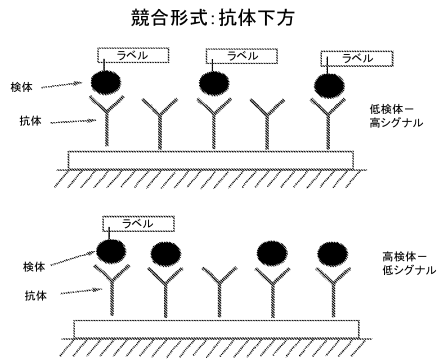 競合形式:抗体下方
ラベル
ラベル
ラベル
検体
抗体
低検体ー
高シグナル
ラベル
検体
抗体
高検体ー
低シグナル